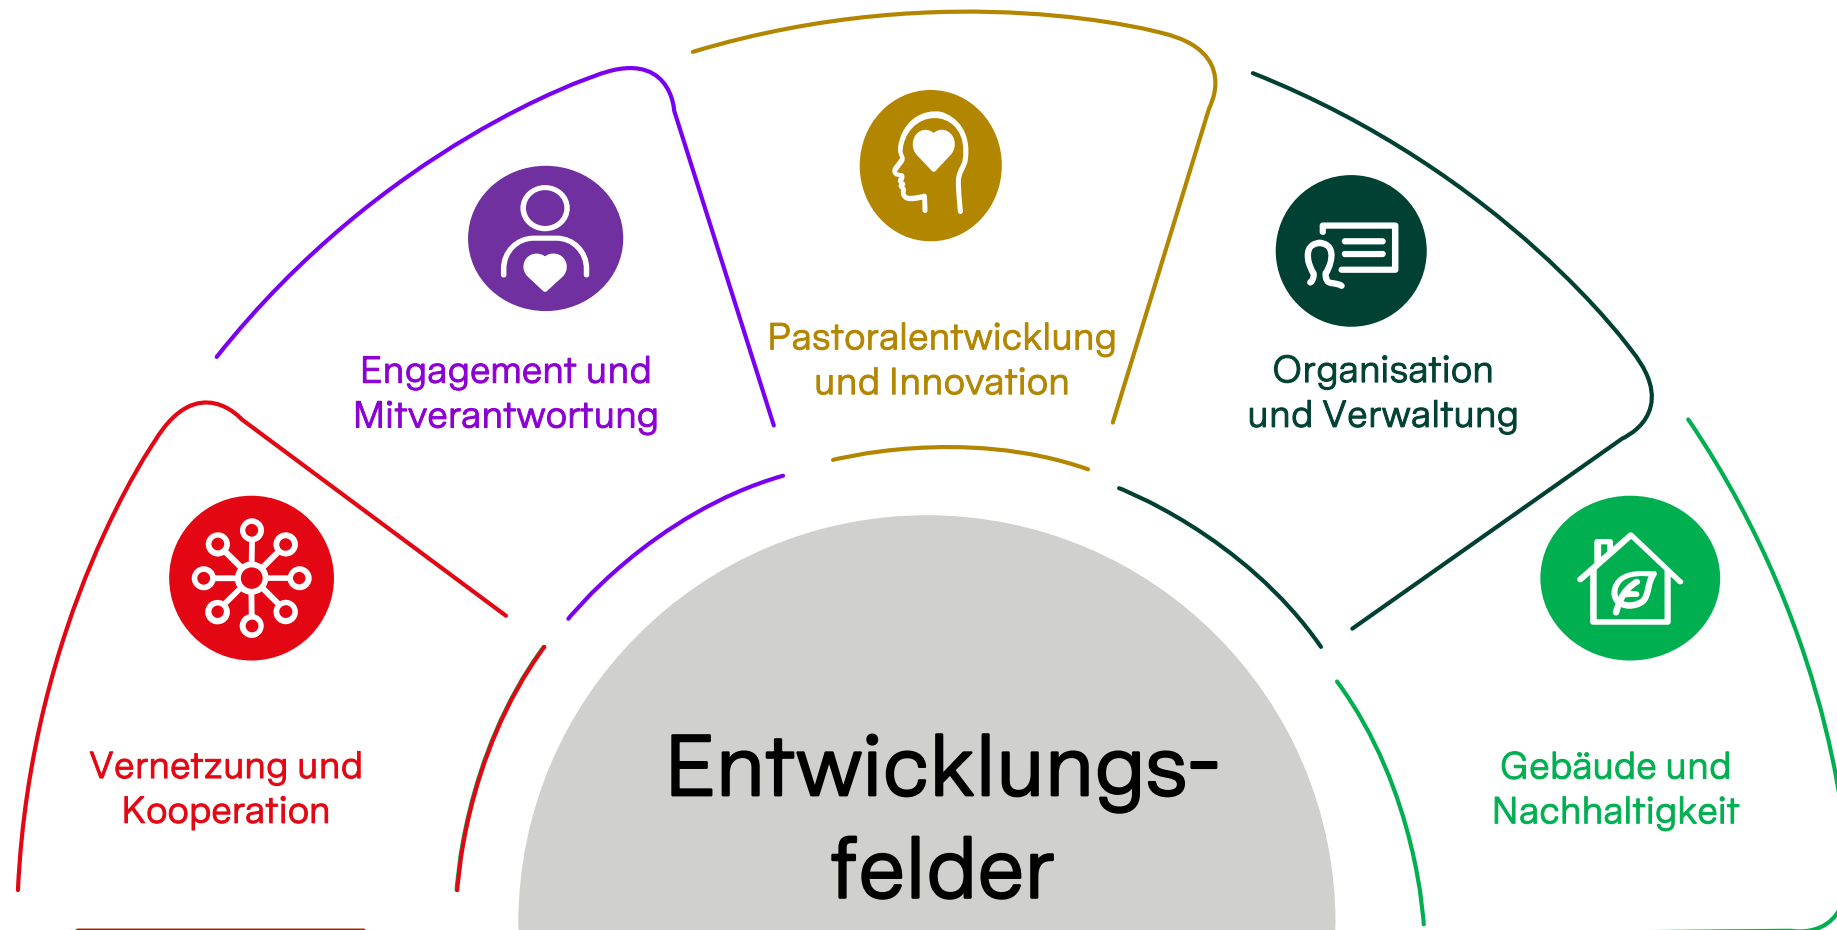 Pastoralentwicklung
und Innovation
Engagement und
Mitverantwortung
Organisation
und Verwaltung
Vernetzung und
Kooperation
Gebäude und
Nachhaltigkeit
Entwicklungs-
felder